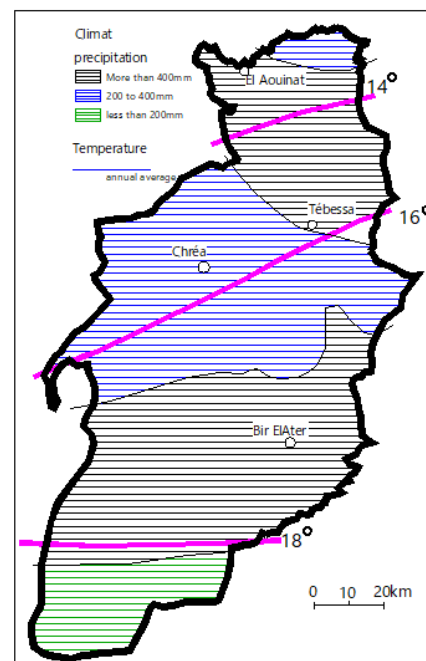 Climat
precipitation
More than 400mm
200 to 400mm
less than 200mm
Temperature
annual average
El Aouinat
14°
Tébessa
16°
Chréa
Bir ElAter
18°
0 10 20km